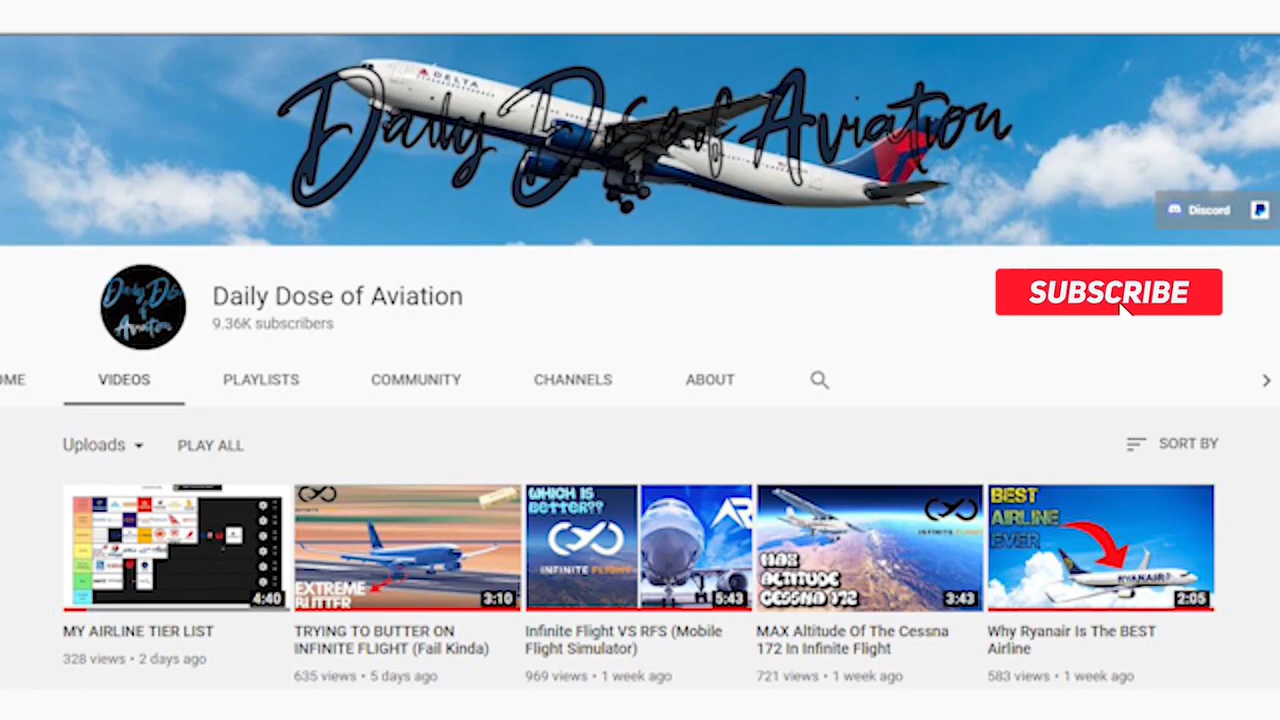 DELTA
Daily Dose of Aviation
Discord
Daily Dose of Aviation
9.36K subscribers
SUBSCRIBE
OME
VIDEOS
PLAYLISTS
COMMUNITY
CHANNELS
ABOUT
Uploads
PLAY ALL
SORT BY
4:40
EXTREME
BUTTER
3:10
WHICH IS
BETTER??
INFINITE FLIGHT
5:43
MAX
ALTITUDE
CESSNA 172
INFINITE FLIGHT
3:43
BEST
AIRLINE
EVER
RYANAIR
2:05
MY AIRLINE TIER LIST
328 views • 2 days ago
TRYING TO BUTTER ON
INFINITE FLIGHT (Fail Kinda)
635 views • 5 days ago
Infinite Flight VS RFS (Mobile
Flight Simulator)
969 views • 1 week ago
MAX Altitude Of The Cessna
172 In Infinite Flight
721 views • 1 week ago
Why Ryanair Is The BEST
Airline
583 views • 1 week ago